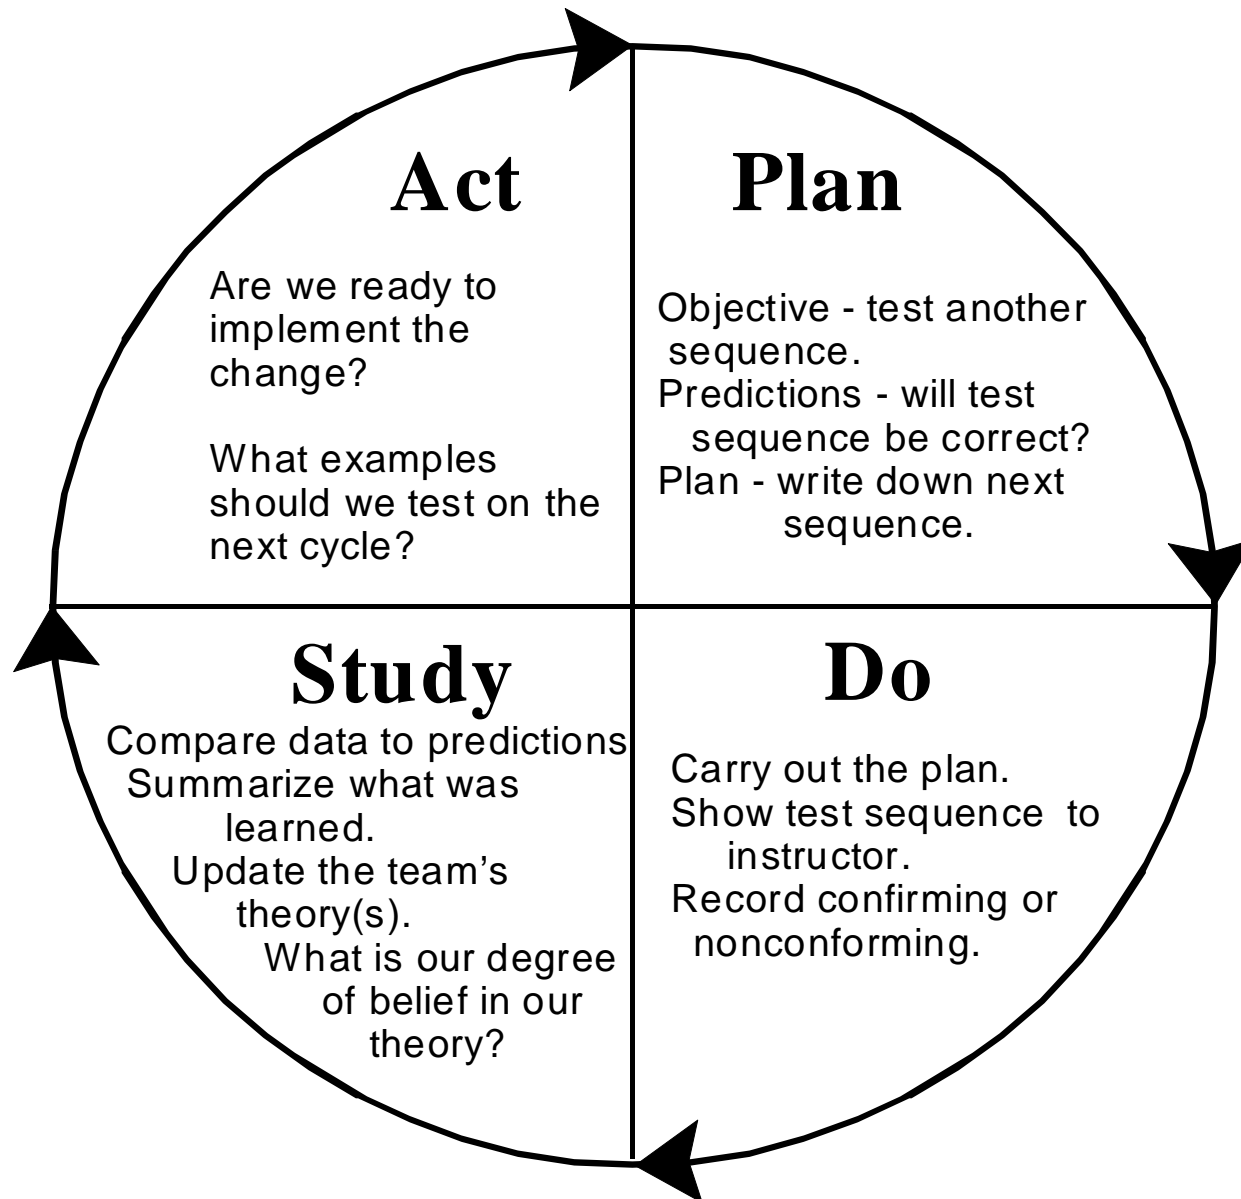 Act
Are we ready to
implement the
change?
What examples
should we test on the
next cycle?
Plan
Objective - test another
sequence.
Predictions - will test
sequence be correct?
Plan - write down next
sequence.
Study
Compare data to predictions
Summarize what was
learned.
Update the team’s
theory(s).
What is our degree
of belief in our
theory?
Do
Carry out the plan.
Show test sequence to
instructor.
Record confirming or
nonconforming.